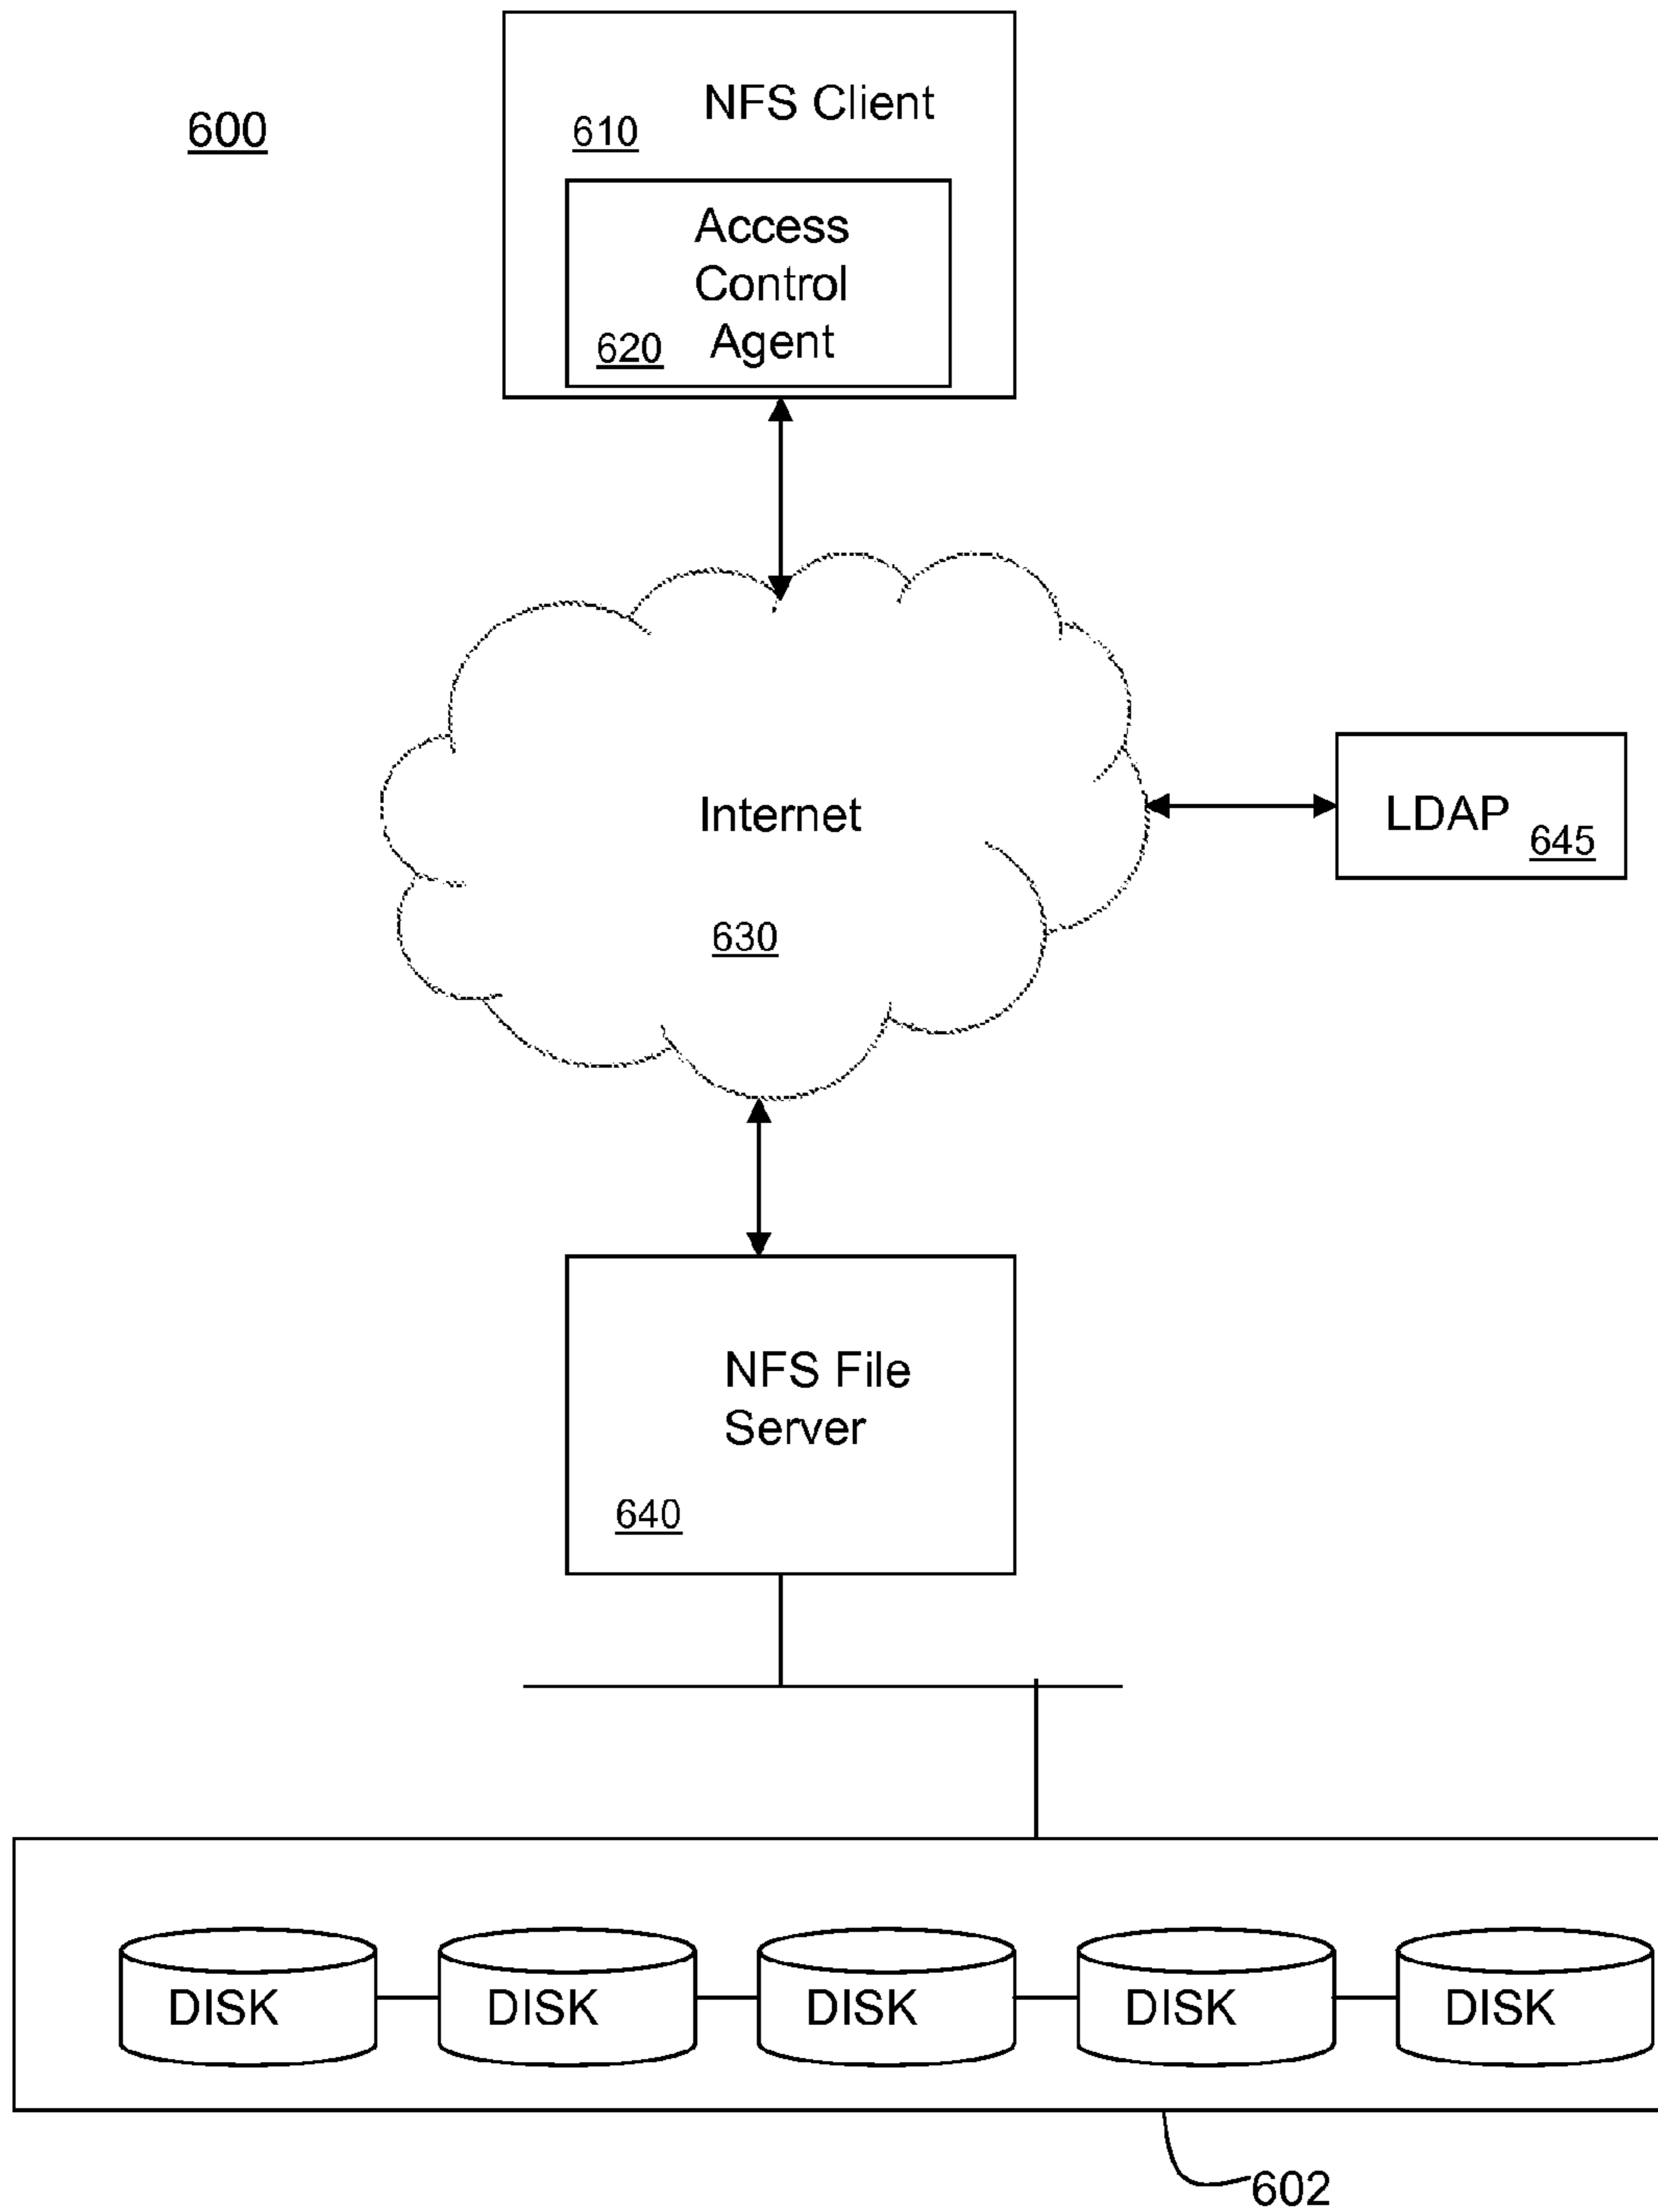 600
NFS Client
610
Access
Control
Agent
620
Internet
630
LDAP
645
NFS File
Server
640
DISK
DISK
DISK
DISK
DISK
602